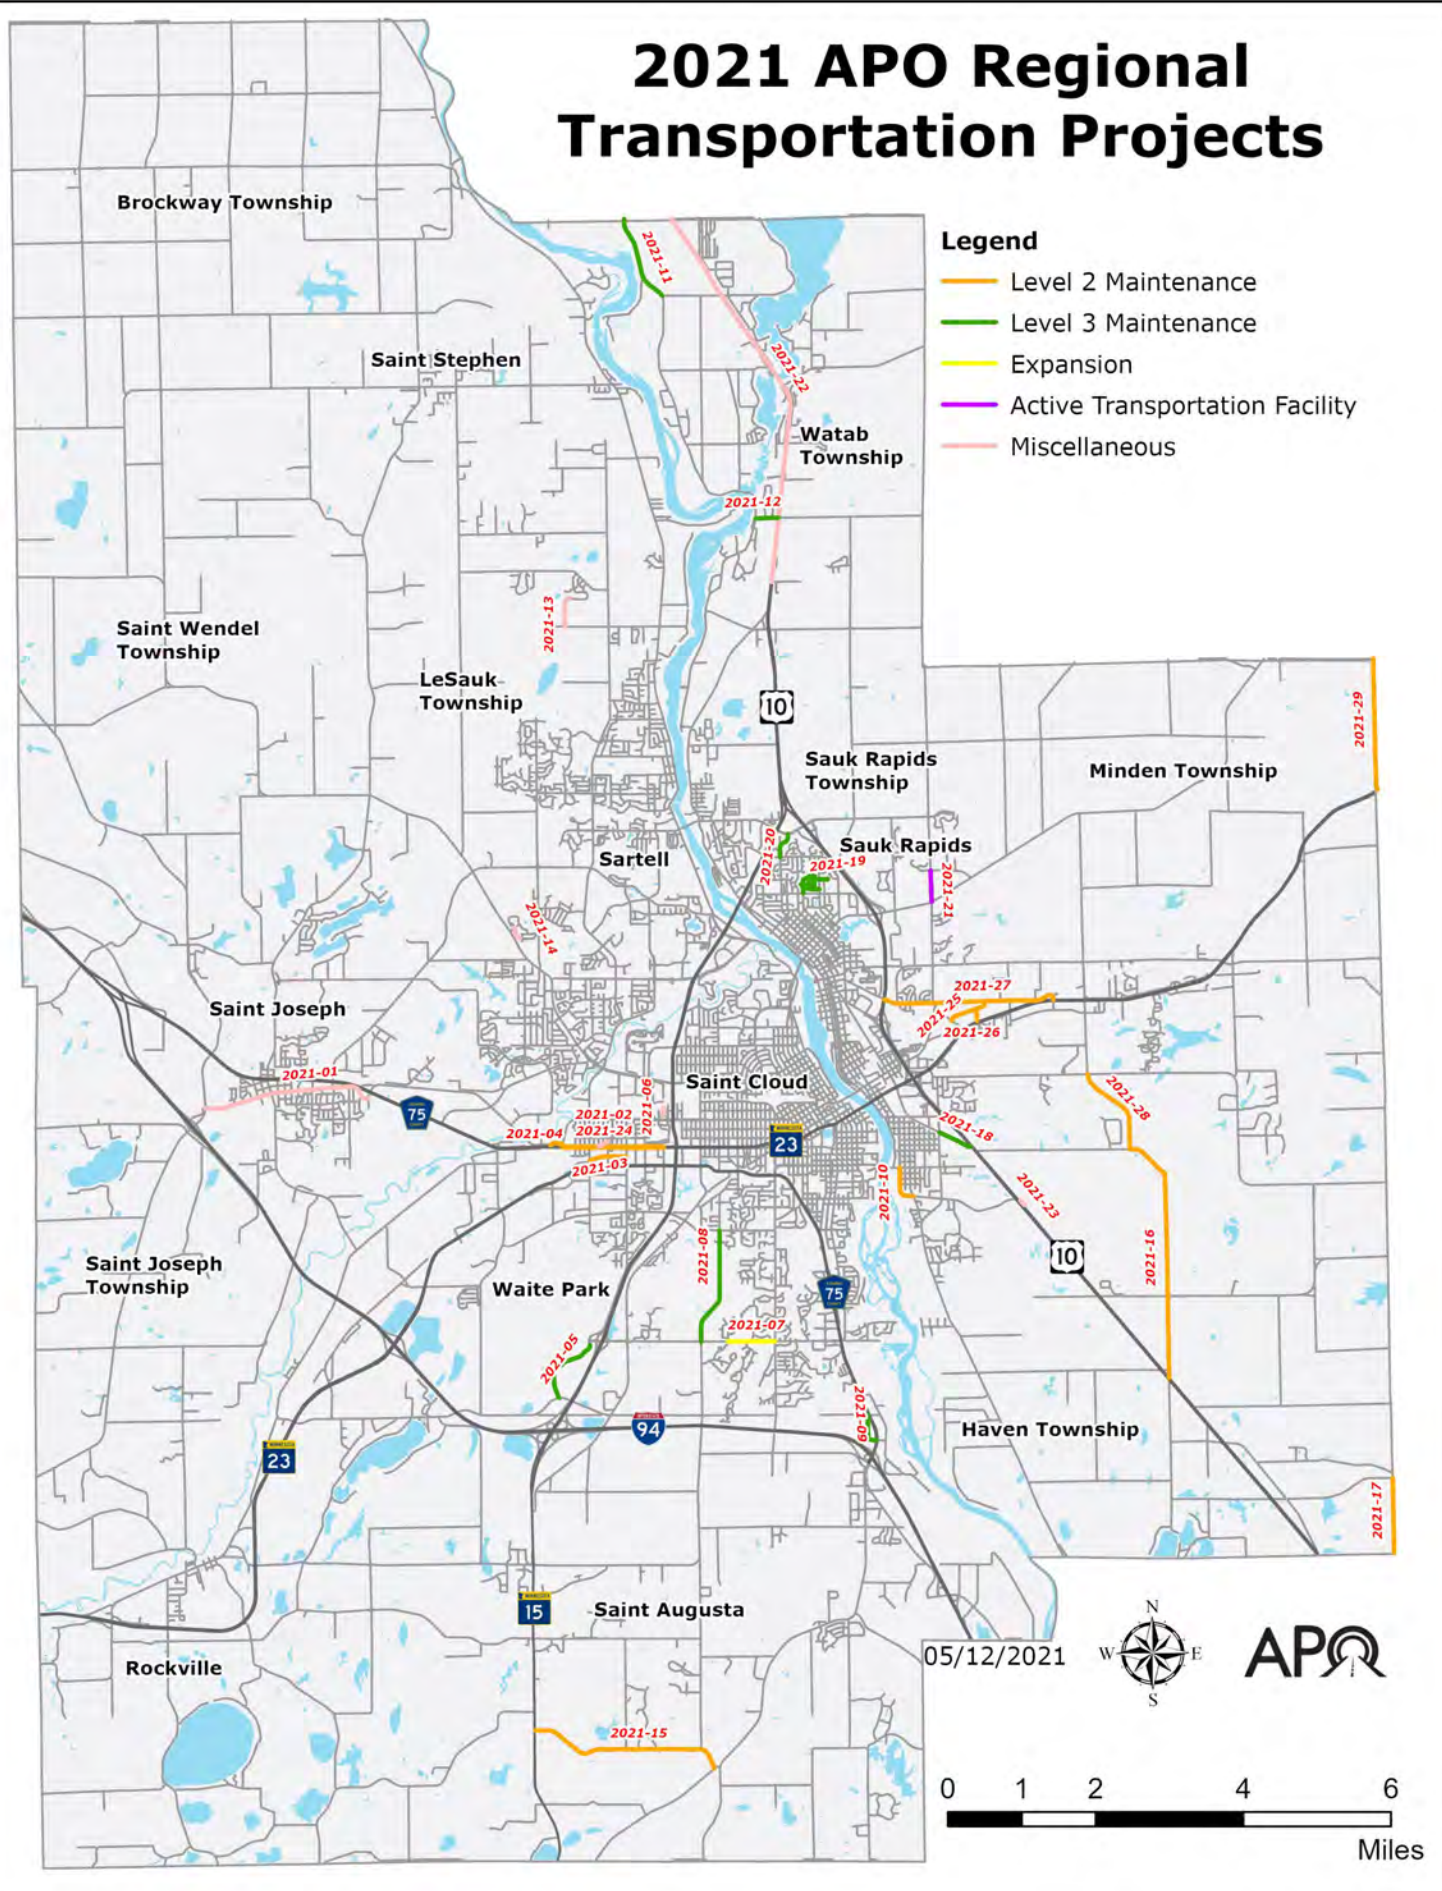 2021 APO Regional
Transportation Projects
Legend
Level 2 Maintenance
Level 3 Maintenance
Expansion
Active Transportation Facility
Miscellaneous
Brockway Township
2021-11
Saint Stephen
2021-22
Watab
Township
2021-12
2021-13
Saint Wendel
Township
LeSauk
Township
10
2021-29
Sauk Rapids
Township
Minden Township
2021-20
Sauk Rapids
Sartell
2021-19
2021-21
2021-14
2021-27
2021-25
2021-26
Saint Joseph
2021-01
75
Saint Cloud
2021-06
2021-02
2021-24
2021-04
2021-03
23
2021-28
2021-18
2021-10
2021-23
2021-16
10
2021-08
Saint Joseph
Township
Waite Park
75
2021-07
2021-05
2021-09
94
23
Haven Township
2021-17
15
Saint Augusta
Rockville
2021-15
05/12/2021
N
W
E
S
APO
0 1 2 4 6
Miles